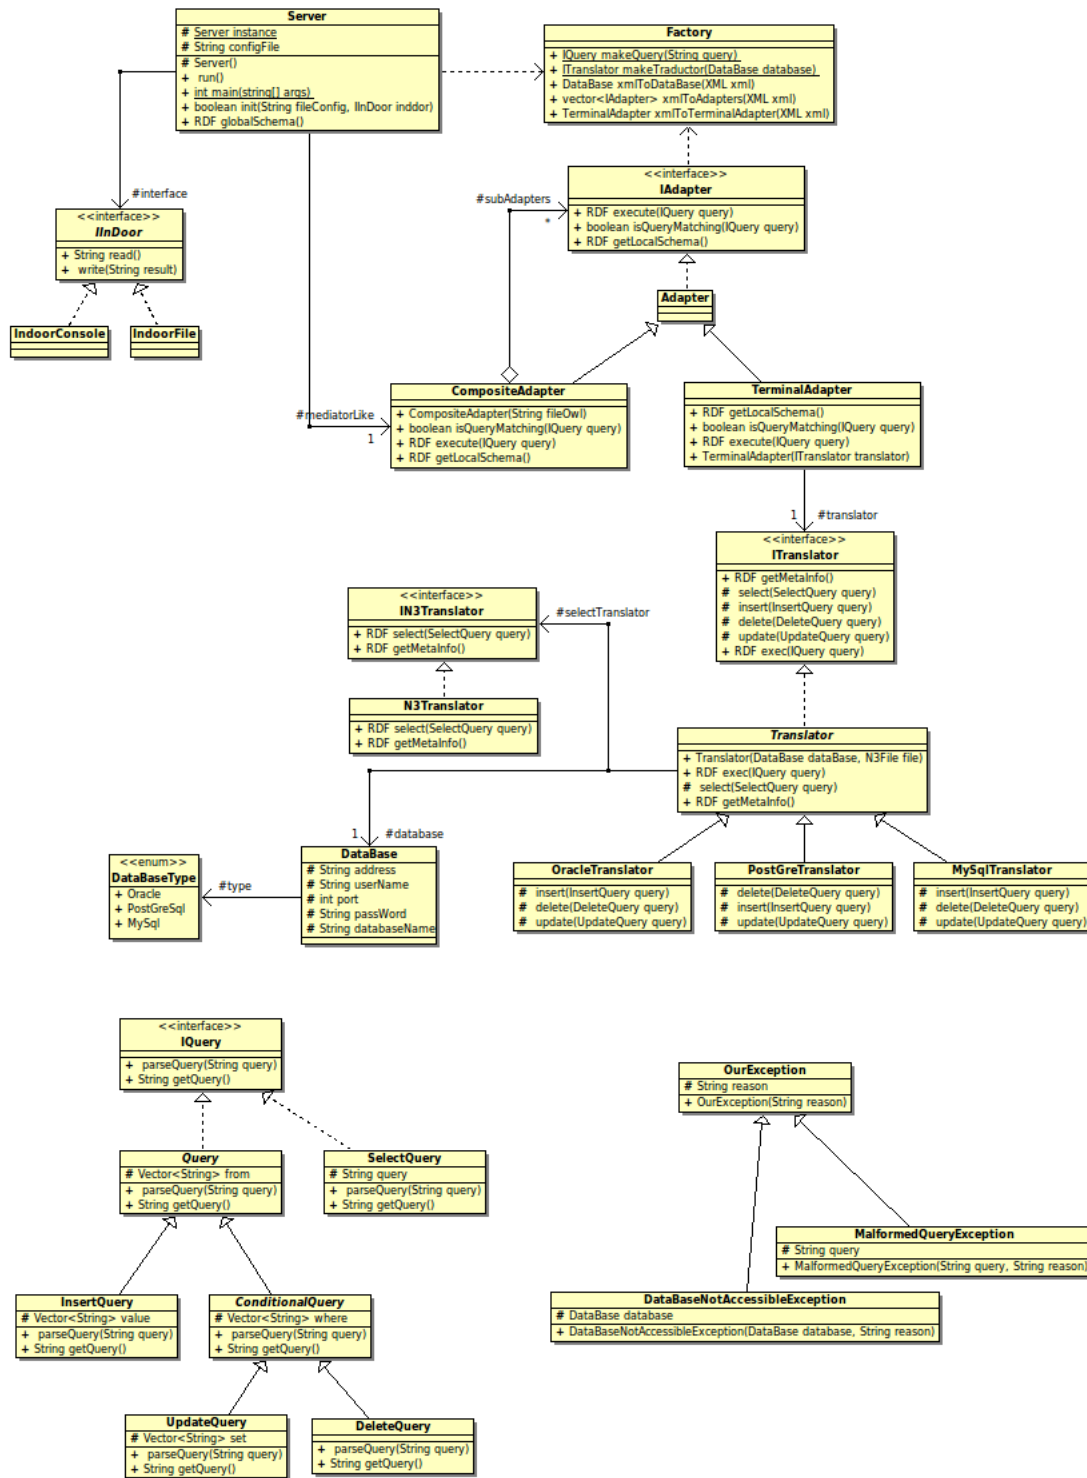 Server
# Server instance
# String configFile
# Server()
+ run()
+ int main(string[] args)
+ boolean init(String fileConfig, IInDoor inddor)
+ RDF globalSchema()
Factory
+ IQuery makeQuery(String query)
+ ITranslator makeTraductor(DataBase database)
+ DataBase xmlToDataBase(XML xml)
+ vector<IAdapter> xmlToAdapters(XML xml)
+ TerminalAdapter xmlToTerminalAdapter(XML xml)
#interface
<<interface>>
IInDoor
+ String read()
+ write(String result)
IndoorConsole
IndoorFile
#subAdapters
*
<<interface>>
IAdapter
+ RDF execute(IQuery query)
+ boolean isQueryMatching(IQuery query)
+ RDF getLocalSchema()
Adapter
#mediatorLike
1
CompositeAdapter
+ CompositeAdapter(String fileOwl)
+ boolean isQueryMatching(IQuery query)
+ RDF execute(IQuery query)
+ RDF getLocalSchema()
TerminalAdapter
+ RDF getLocalSchema()
+ boolean isQueryMatching(IQuery query)
+ RDF execute(IQuery query)
+ TerminalAdapter(ITranslator translator)
1 #translator
<<interface>>
ITranslator
+ RDF getMetaInfo()
# select(SelectQuery query)
# insert(InsertQuery query)
# delete(DeleteQuery query)
# update(UpdateQuery query)
+ RDF exec(IQuery query)
<<interface>>
IN3Translator
+ RDF select(SelectQuery query)
+ RDF getMetaInfo()
#selectTranslator
N3Translator
+ RDF select(SelectQuery query)
+ RDF getMetaInfo()
Translator
+ Translator(DataBase dataBase, N3File file)
+ RDF exec(IQuery query)
# select(SelectQuery query)
+ RDF getMetaInfo()
1 #database
<<enum>>
DataBaseType
+ Oracle
+ PostGreSql
+ MySql
#type
DataBase
# String address
# String userName
# int port
# String passWord
# String databaseName
OracleTranslator
# insert(InsertQuery query)
# delete(DeleteQuery query)
# update(UpdateQuery query)
PostGreTranslator
# delete(DeleteQuery query)
# insert(InsertQuery query)
# update(UpdateQuery query)
MySqlTranslator
# insert(InsertQuery query)
# delete(DeleteQuery query)
# update(UpdateQuery query)
<<interface>>
IQuery
+ parseQuery(String query)
+ String getQuery()
Query
# Vector<String> from
+ parseQuery(String query)
+ String getQuery()
SelectQuery
# String query
+ parseQuery(String query)
+ String getQuery()
InsertQuery
# Vector<String> value
+ parseQuery(String query)
+ String getQuery()
ConditionalQuery
# Vector<String> where
+ parseQuery(String query)
+ String getQuery()
UpdateQuery
# Vector<String> set
+ parseQuery(String query)
+ String getQuery()
DeleteQuery
+ parseQuery(String query)
+ String getQuery()
OurException
# String reason
+ OurException(String reason)
MalformedQueryException
# String query
+ MalformedQueryException(String query, String reason)
DataBaseNotAccessibleException
# DataBase database
+ DataBaseNotAccessibleException(DataBase database, String reason)